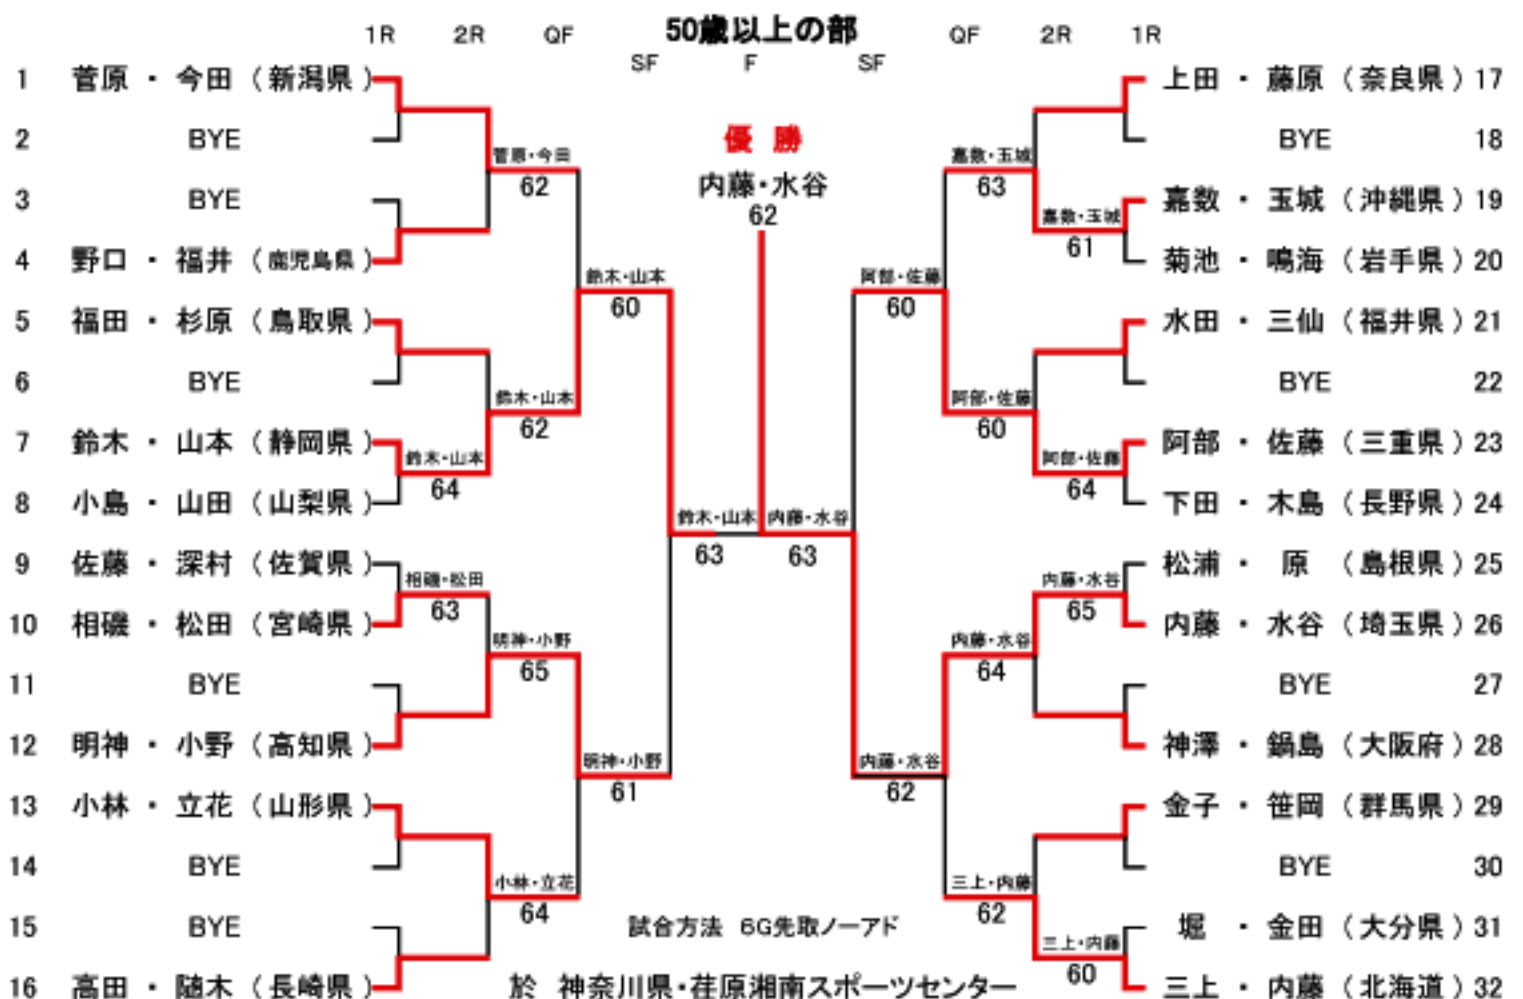 50歳以上の部
1R 2R QF SF F SF QF 2R 1R
優 勝
内藤・水谷
62
1 菅原 ・ 今田 ( 新潟県 )
2 BYE
3 BYE
4 野口 ・ 福井 ( 鹿児島県 )
5 福田 ・ 杉原 ( 鳥取県 )
6 BYE
7 鈴木 ・ 山本 ( 静岡県 )
8 小島 ・ 山田 ( 山梨県 )
9 佐藤 ・ 深村 ( 佐賀県 )
10 相磯 ・ 松田 ( 宮崎県 )
11 BYE
12 明神 ・ 小野 ( 高知県 )
13 小林 ・ 立花 ( 山形県 )
14 BYE
15 BYE
16 高田 ・ 随木 ( 長崎県 )
鈴木・山本
64
相磯・松田
63
菅原・今田
62
鈴木・山本
62
明神・小野
65
小林・立花
64
鈴木・山本
60
明神・小野
61
鈴木・山本
63
内藤・水谷
63
阿部・佐藤
60
内藤・水谷
62
嘉数・玉城
63
阿部・佐藤
60
内藤・水谷
64
三上・内藤
62
嘉数・玉城
61
阿部・佐藤
64
内藤・水谷
65
三上・内藤
60
上田 ・ 藤原 ( 奈良県 ) 17
BYE 18
嘉数 ・ 玉城 ( 沖縄県 ) 19
菊池 ・ 鳴海 ( 岩手県 ) 20
水田 ・ 三仙 ( 福井県 ) 21
BYE 22
阿部 ・ 佐藤 ( 三重県 ) 23
下田 ・ 木島 ( 長野県 ) 24
松浦 ・ 原 ( 島根県 ) 25
内藤 ・ 水谷 ( 埼玉県 ) 26
BYE 27
神澤 ・ 鍋島 ( 大阪府 ) 28
金子 ・ 笹岡 ( 群馬県 ) 29
BYE 30
堀 ・ 金田 ( 大分県 ) 31
三上 ・ 内藤 ( 北海道 ) 32
試合方法 6G先取ノーアド
於 神奈川県・荏原湘南スポーツセンター